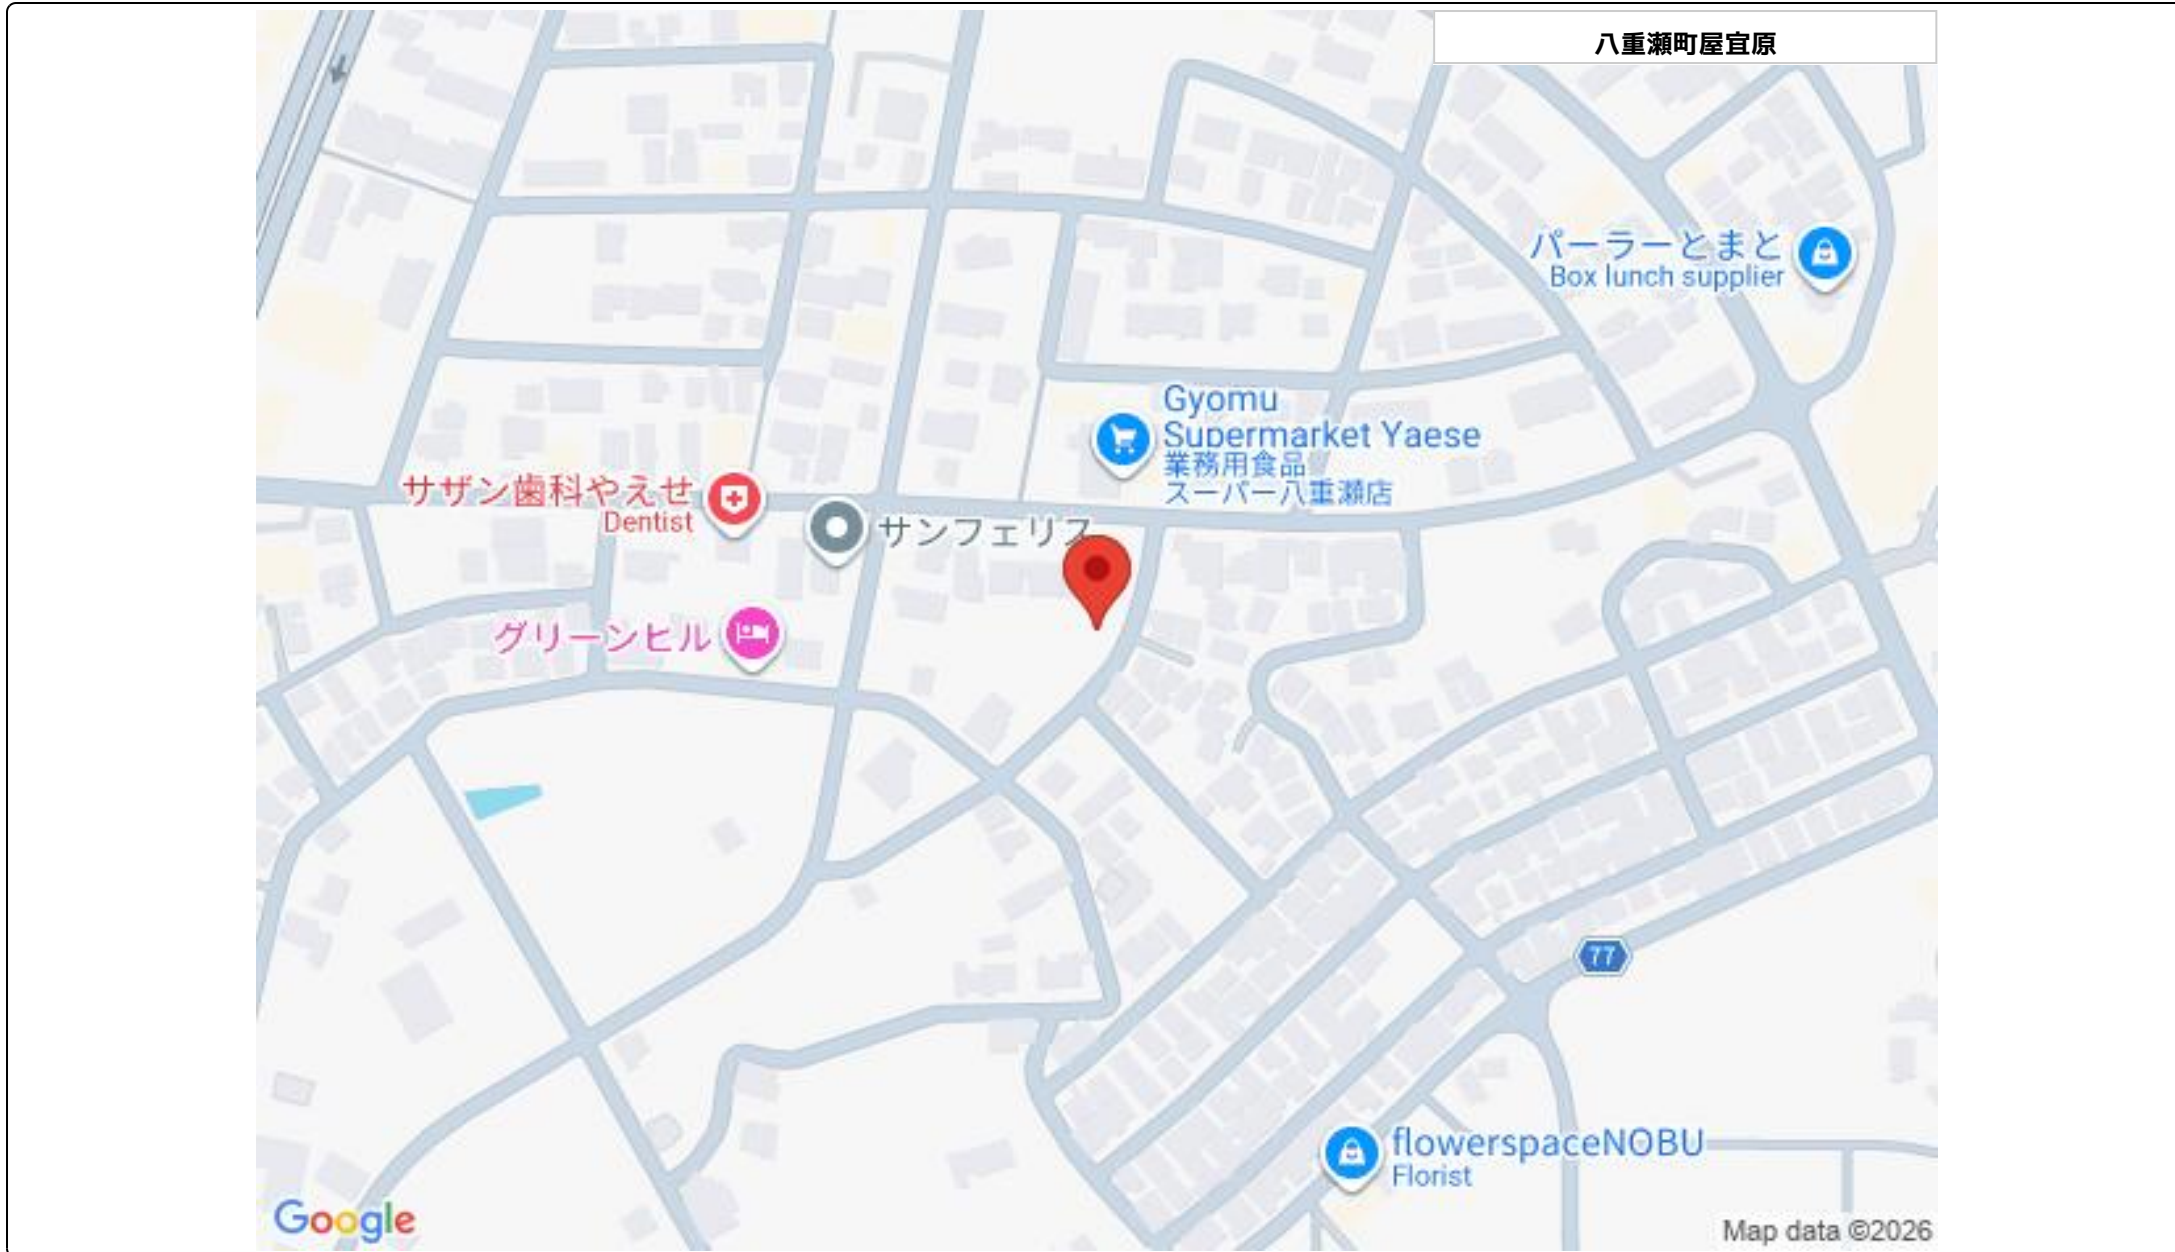 八重瀬町屋宜原
パーラーとまと
Box lunch supplier
Gyomu
Supermarket Yaese
業務用食品
スーパー八重瀬店
サザン歯科やえせ
Dentist
サンフェリス
グリーンヒル
77
flowerspaceNOBU
Florist
Google
Map data ©2026